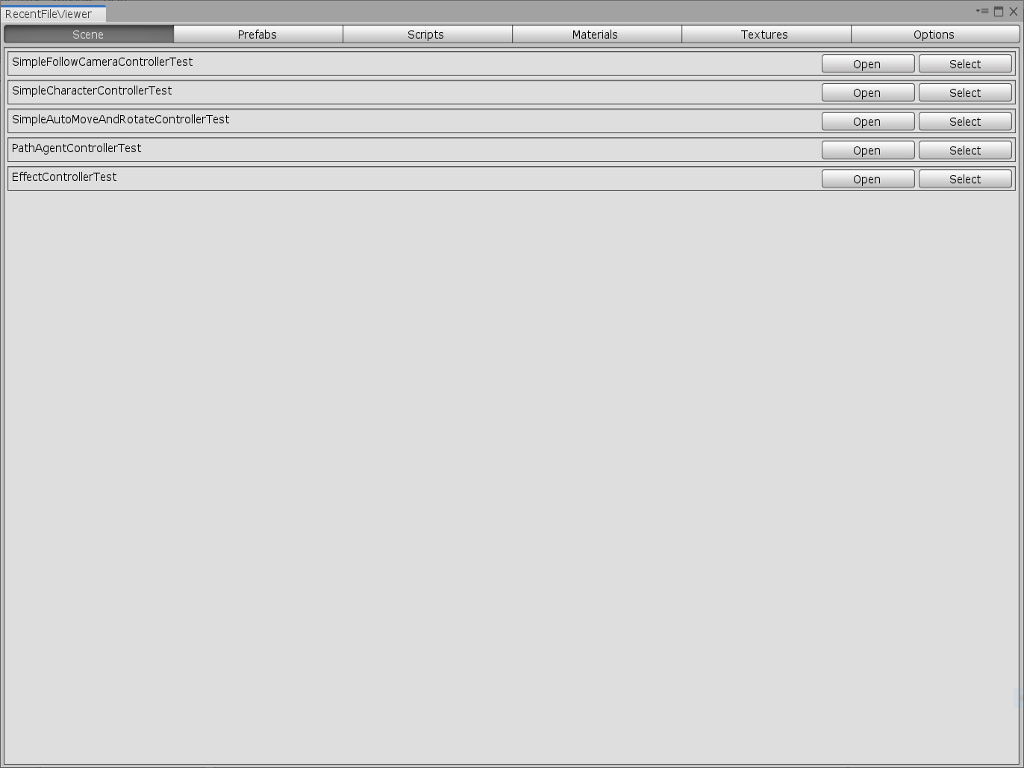 RecentFileViewer
Scene Prefabs Scripts Materials Textures Options
SimpleFollowCameraControllerTest Open Select
SimpleCharacterControllerTest Open Select
SimpleAutoMoveAndRotateControllerTest Open Select
PathAgentControllerTest Open Select
EffectControllerTest Open Select